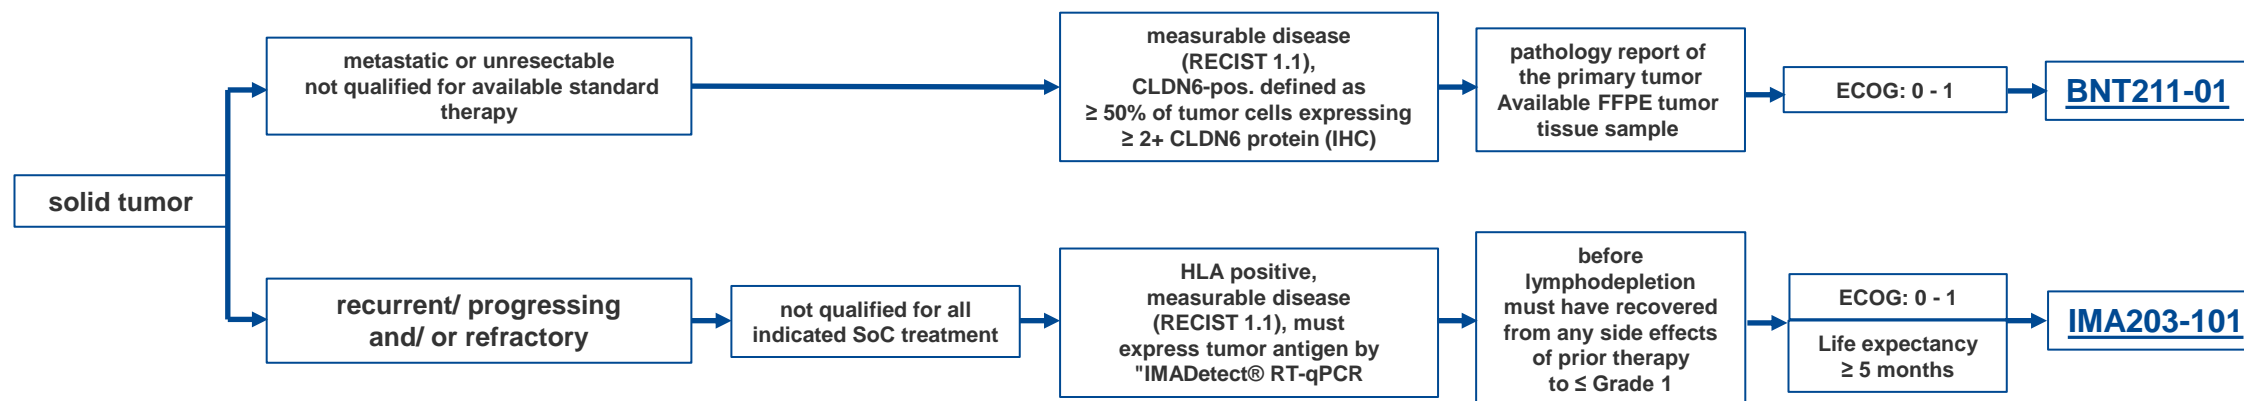 solid tumor
metastatic or unresectable
not qualified for available standard
therapy
measurable disease
(RECIST 1.1),
CLDN6-pos. defined as
≥ 50% of tumor cells expressing
≥ 2+ CLDN6 protein (IHC)
pathology report of
the primary tumor
Available FFPE tumor
tissue sample
ECOG: 0 - 1
BNT211-01
recurrent/ progressing
and/ or refractory
not qualified for all
indicated SoC treatment
HLA positive,
measurable disease
(RECIST 1.1), must
express tumor antigen by
"IMADetect® RT-qPCR
before
lymphodepletion
must have recovered
from any side effects
of prior therapy
to ≤ Grade 1
ECOG: 0 - 1
Life expectancy
≥ 5 months
IMA203-101